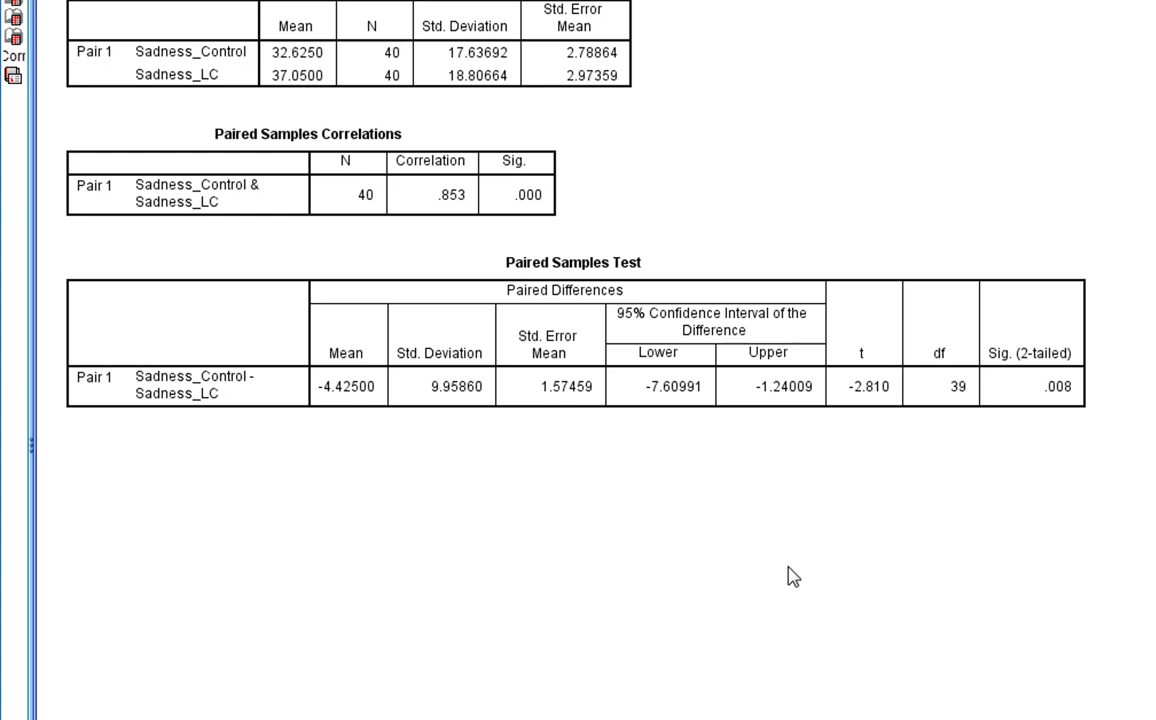 Std. Error
Mean N Std. Deviation Mean
Pair 1 Sadness_Control 32.6250 40 17.63692 2.78864
Sadness_LC 37.0500 40 18.80664 2.97359
Corr
Paired Samples Correlations
N Correlation Sig.
Pair 1 Sadness_Control & 40 .853 .000
Sadness_LC
Paired Samples Test
Paired Differences
95% Confidence Interval of the
Difference
Std. Error
Mean Std. Deviation Mean Lower Upper t df Sig. (2-tailed)
Pair 1 Sadness_Control - -4.42500 9.95860 1.57459 -7.60991 -1.24009 -2.810 39 .008
Sadness_LC